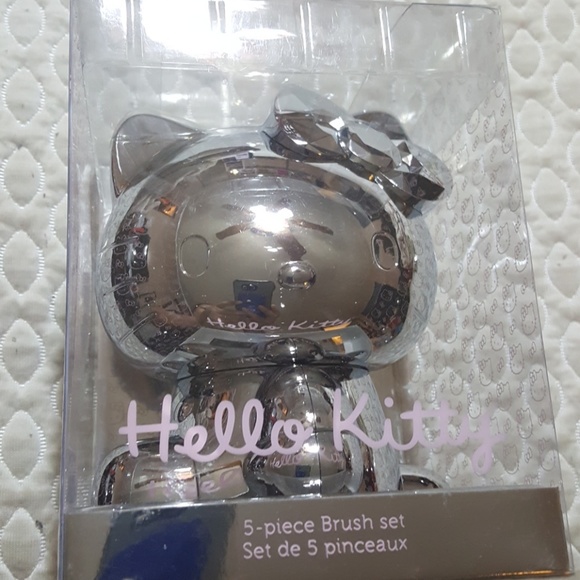 Hello Kitty
Hello Kitty
5-piece Brush set
Set de 5 pinceaux